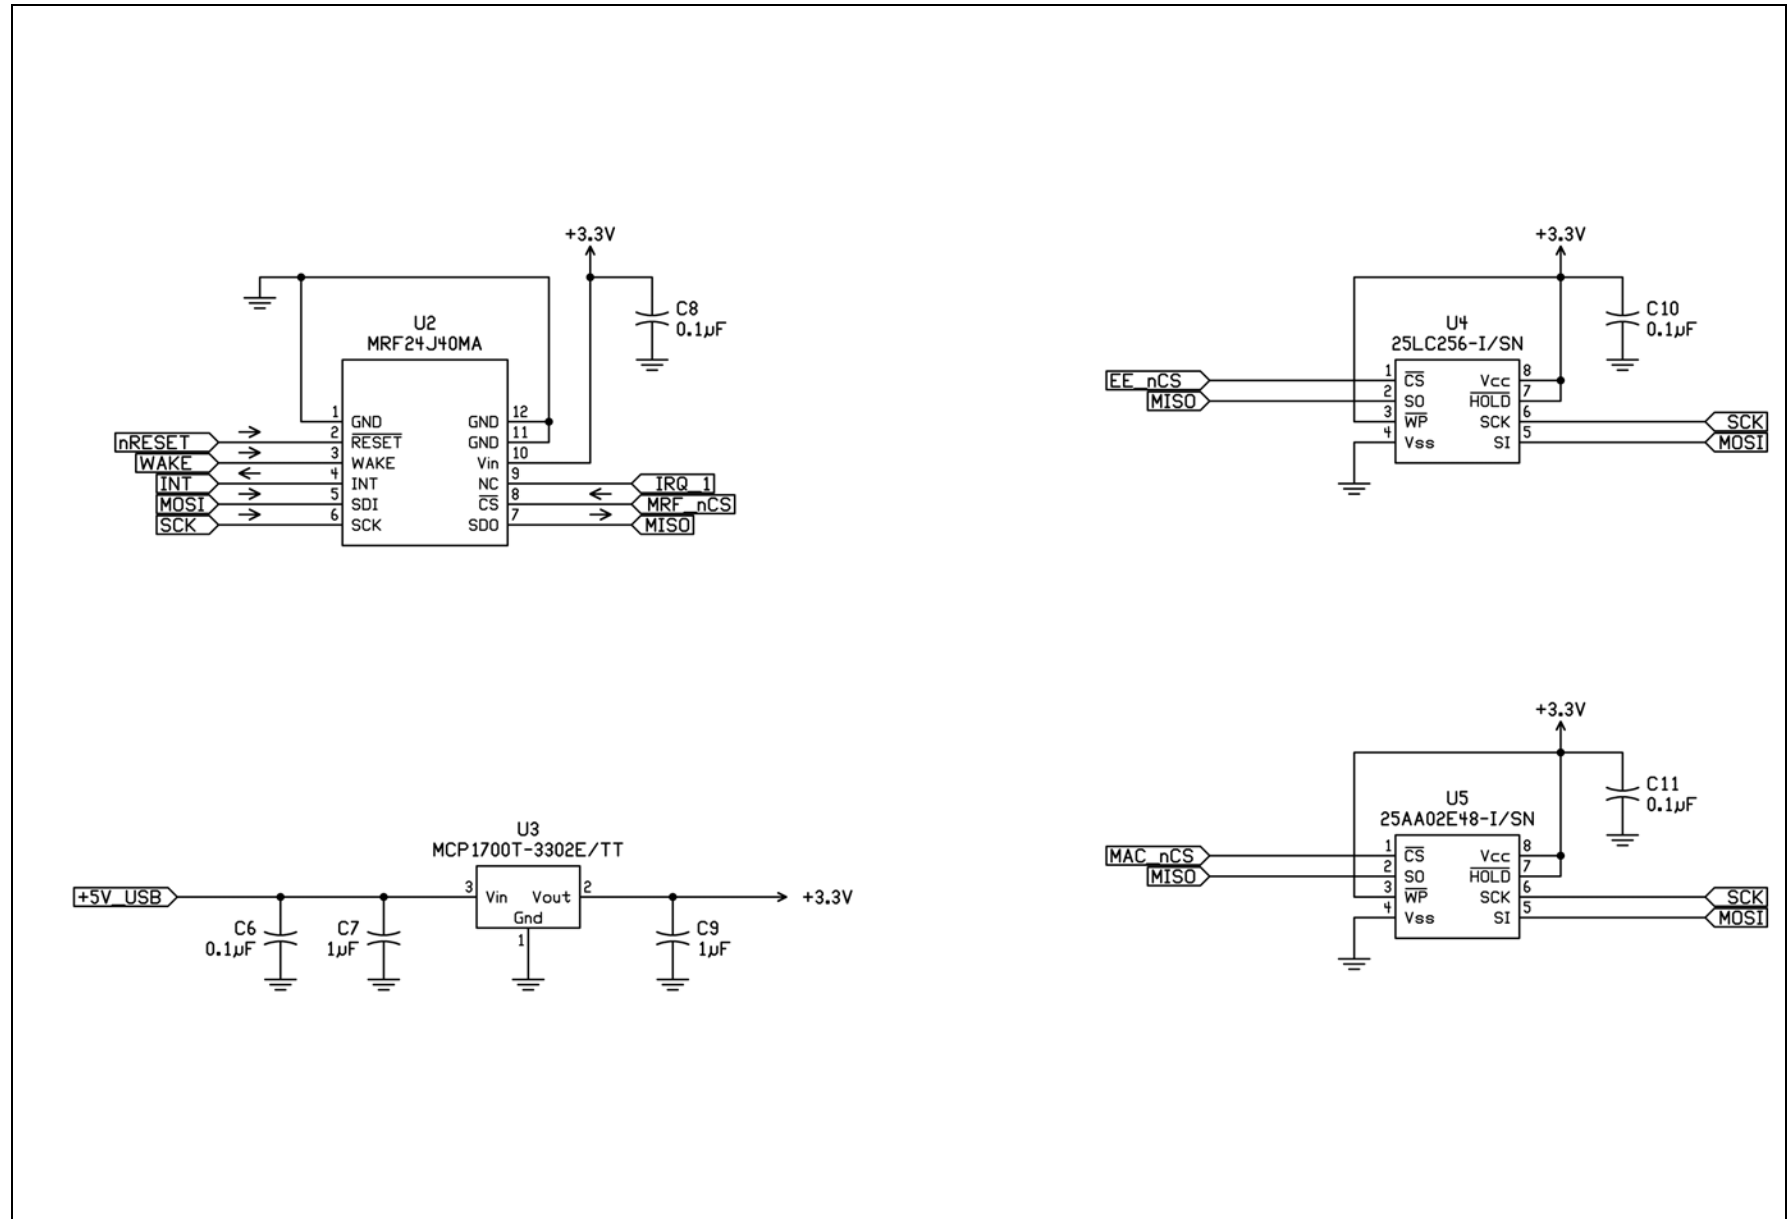 +3.3V
C8
0.1µF
U2
MRF24J40MA
1 GND
2 RESET
3 WAKE
4 INT
5 SDI
6 SCK
GND 12
GND 11
Vin 10
NC 9
CS 8
SDO 7
nRESET
WAKE
INT
MOSI
SCK
IRQ_1
MRF_nCS
MISO
+3.3V
C10
0.1µF
U4
25LC256-I/SN
EE_nCS
MISO
1 CS
2 SO
3 WP
4 Vss
Vcc 8
HOLD 7
SCK 6
SI 5
SCK
MOSI
U3
MCP1700T-3302E/TT
+5V_USB
3 Vin Vout 2
Gnd
1
+3.3V
C6
0.1µF
C7
1µF
C9
1µF
+3.3V
C11
0.1µF
U5
25AA02E48-I/SN
MAC_nCS
MISO
1 CS
2 SO
3 WP
4 Vss
Vcc 8
HOLD 7
SCK 6
SI 5
SCK
MOSI